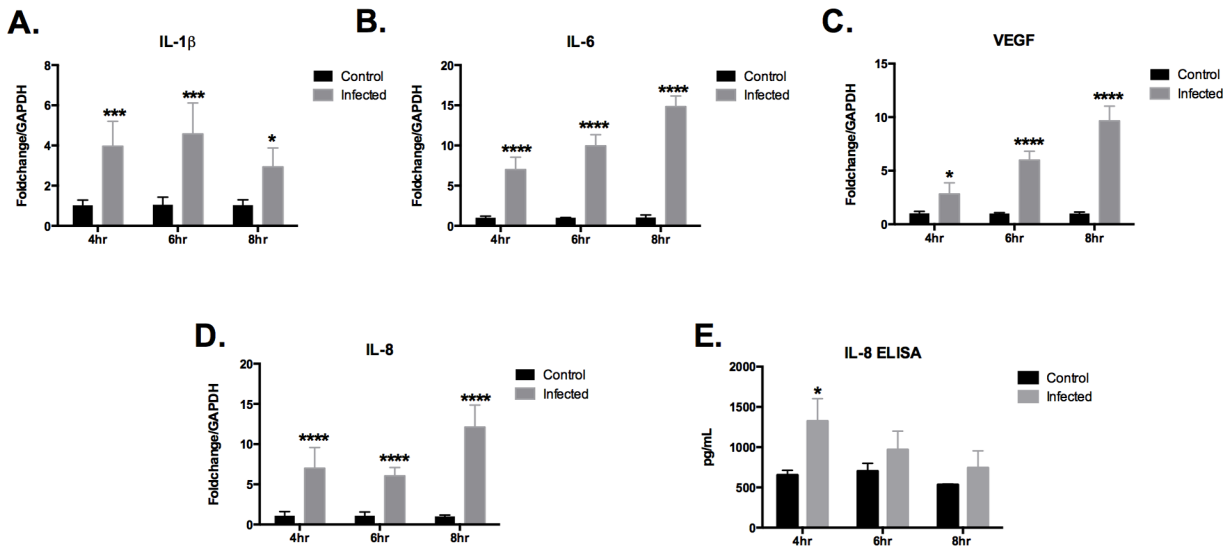 A.
IL-1β
Foldchange/GAPDH
8
6
4
2
0
***
***
*
4hr
6hr
8hr
Control
Infected
B.
IL-6
Foldchange/GAPDH
20
15
10
5
0
****
****
****
4hr
6hr
8hr
Control
Infected
C.
VEGF
Foldchange/GAPDH
15
10
5
0
*
****
****
4hr
6hr
8hr
Control
Infected
D.
IL-8
Foldchange/GAPDH
20
15
10
5
0
****
****
****
4hr
6hr
8hr
Control
Infected
E.
IL-8 ELISA
pg/mL
2000
1500
1000
500
0
*
4hr
6hr
8hr
Control
Infected